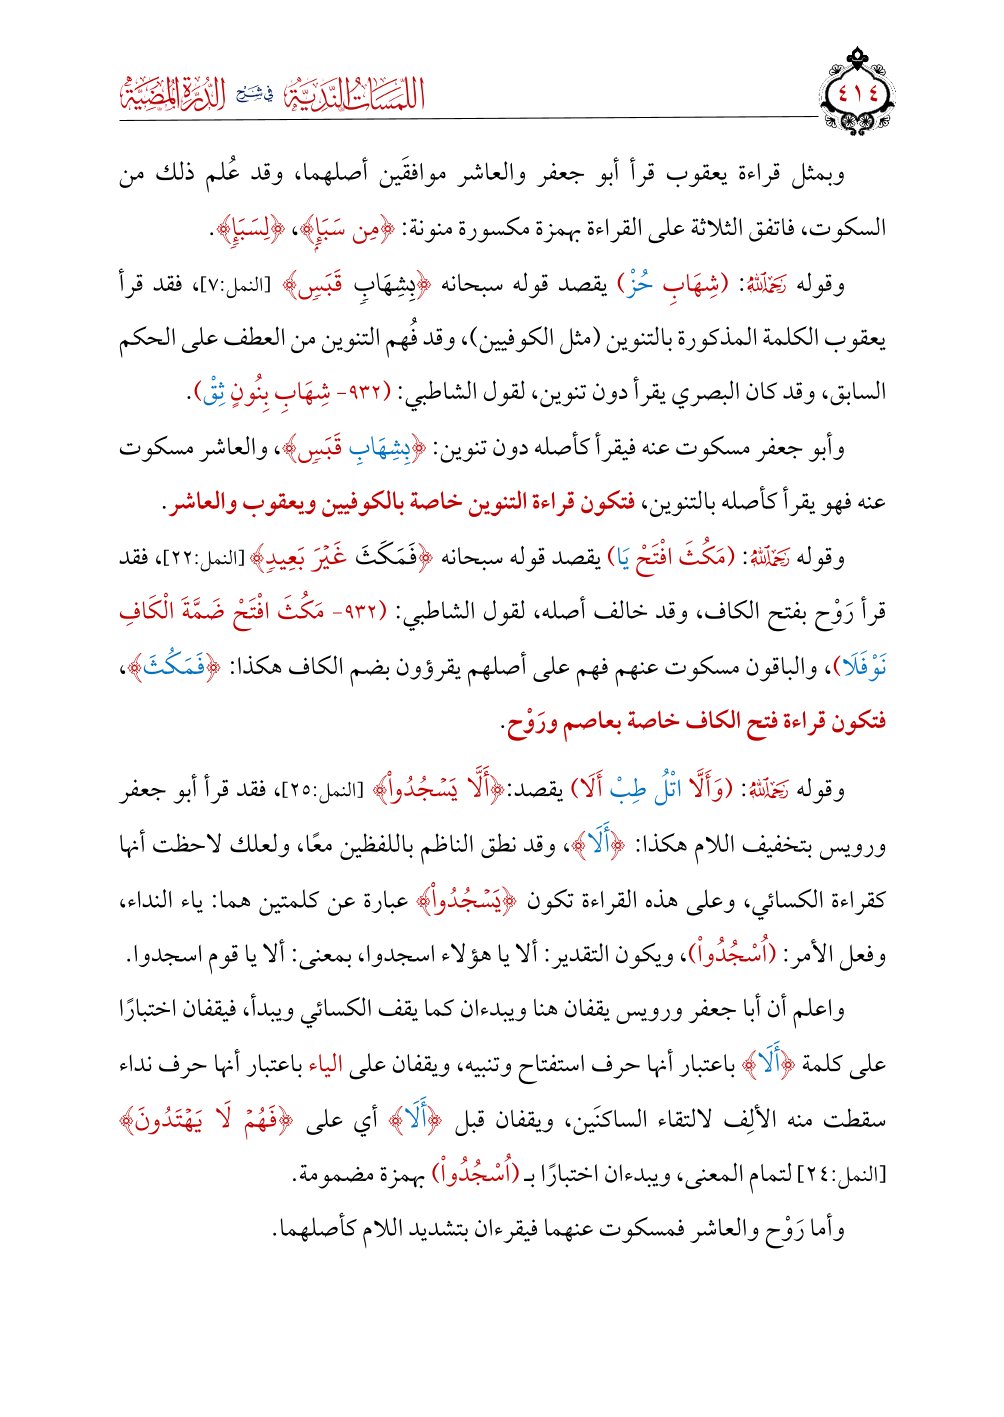 اللمسات الندية في شرح الدرة المضية
٤١٤
وبمثل قراءة يعقوب قرأ أبو جعفر والعاشر موافقَين أصلهما، وقد عُلم ذلك من
السكوت، فاتفق الثلاثة على القراءة بهمزة مكسورة منونة: ﴿مِن سَبَإٖ﴾، ﴿لِسَبَإٖ﴾.
وقوله رَحِمَهُ ٱللَّهُ: (شِهَابِ حُزْ) يقصد قوله سبحانه ﴿بِشِهَابٖ قَبَسٖ﴾ [النمل:٧]، فقد قرأ
يعقوب الكلمة المذكورة بالتنوين (مثل الكوفيين)، وقد فُهم التنوين من العطف على الحكم
السابق، وقد كان البصري يقرأ دون تنوين، لقول الشاطبي: (٩٣٢- شِهَابِ بِنُونٍ ثِقْ).
وأبو جعفر مسكوت عنه فيقرأ كأصله دون تنوين: ﴿بِشِهَابِ قَبَسٖ﴾، والعاشر مسكوت
عنه فهو يقرأ كأصله بالتنوين، فتكون قراءة التنوين خاصة بالكوفيين ويعقوب والعاشر.
وقوله رَحِمَهُ ٱللَّهُ: (مَكُثَ افْتَحْ يَا) يقصد قوله سبحانه ﴿فَمَكَثَ غَيْرَ بَعِيدٖ﴾ [النمل:٢٢]، فقد
قرأ رَوْح بفتح الكاف، وقد خالف أصله، لقول الشاطبي: (٩٣٢- مَكُثَ افْتَحْ ضَمَّةَ الْكَافِ
نَوْفَلَا)، والباقون مسكوت عنهم فهم على أصلهم يقرؤون بضم الكاف هكذا: ﴿فَمَكُثَ﴾،
فتكون قراءة فتح الكاف خاصة بعاصم ورَوْح.
وقوله رَحِمَهُ ٱللَّهُ: (وَأَلَّا اتْلُ طِبْ أَلَا) يقصد:﴿أَلَّا يَسْجُدُواْ﴾ [النمل:٢٥]، فقد قرأ أبو جعفر
ورويس بتخفيف اللام هكذا: ﴿أَلَا﴾، وقد نطق الناظم باللفظين معًا، ولعلك لاحظت أنها
كقراءة الكسائي، وعلى هذه القراءة تكون ﴿يَسْجُدُواْ﴾ عبارة عن كلمتين هما: ياء النداء،
وفعل الأمر: (اُسْجُدُواْ)، ويكون التقدير: ألا يا هؤلاء اسجدوا، بمعنى: ألا يا قوم اسجدوا.
واعلم أن أبا جعفر ورويس يقفان هنا ويبدءان كما يقف الكسائي ويبدأ، فيقفان اختبارًا
على كلمة ﴿أَلَا﴾ باعتبار أنها حرف استفتاح وتنبيه، ويقفان على الياء باعتبار أنها حرف نداء
سقطت منه الألِف لالتقاء الساكنَين، ويقفان قبل ﴿أَلَا﴾ أي على ﴿فَهُمْ لَا يَهْتَدُونَ﴾
[النمل:٢٤] لتمام المعنى، ويبدءان اختبارًا بـ (اُسْجُدُواْ) بهمزة مضمومة.
وأما رَوْح والعاشر فمسكوت عنهما فيقرءان بتشديد اللام كأصلهما.